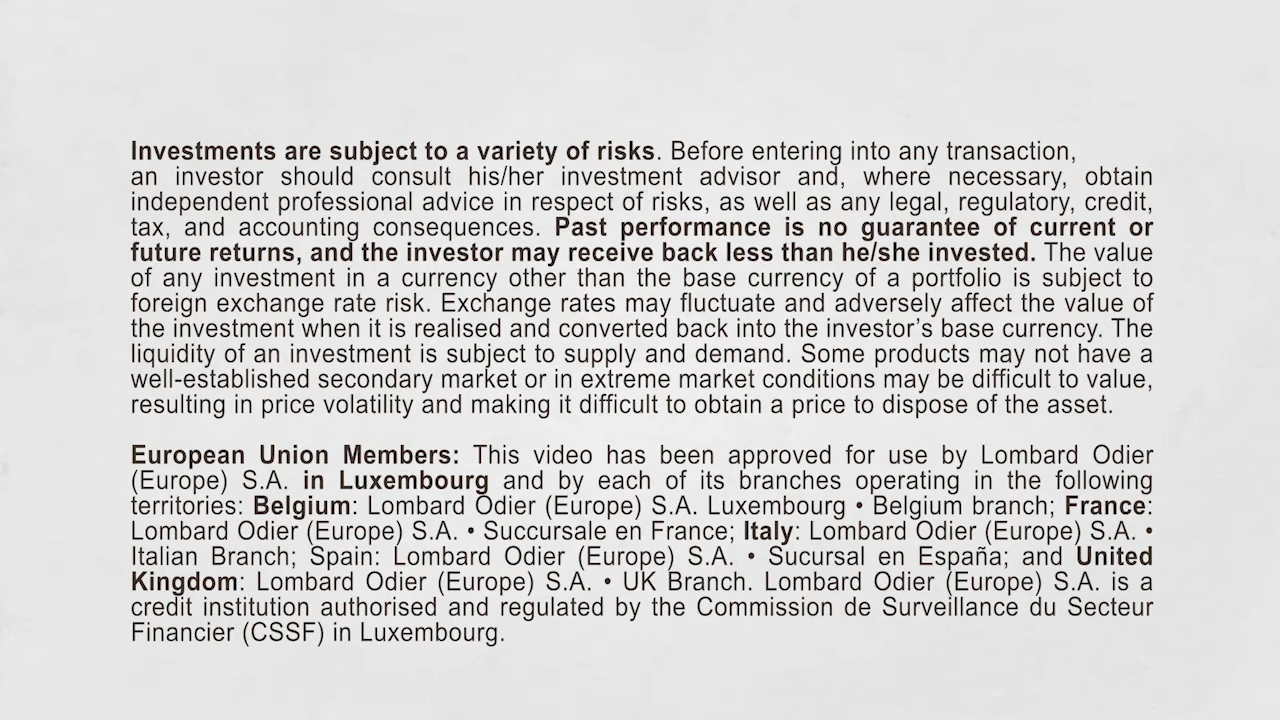 Investments are subject to a variety of risks. Before entering into any transaction,
an investor should consult his/her investment advisor and, where necessary, obtain
independent professional advice in respect of risks, as well as any legal, regulatory, credit,
tax, and accounting consequences. Past performance is no guarantee of current or
future returns, and the investor may receive back less than he/she invested. The value
of any investment in a currency other than the base currency of a portfolio is subject to
foreign exchange rate risk. Exchange rates may fluctuate and adversely affect the value of
the investment when it is realised and converted back into the investor’s base currency. The
liquidity of an investment is subject to supply and demand. Some products may not have a
well-established secondary market or in extreme market conditions may be difficult to value,
resulting in price volatility and making it difficult to obtain a price to dispose of the asset.
European Union Members: This video has been approved for use by Lombard Odier
(Europe) S.A. in Luxembourg and by each of its branches operating in the following
territories: Belgium: Lombard Odier (Europe) S.A. Luxembourg • Belgium branch; France:
Lombard Odier (Europe) S.A. • Succursale en France; Italy: Lombard Odier (Europe) S.A. •
Italian Branch; Spain: Lombard Odier (Europe) S.A. • Sucursal en España; and United
Kingdom: Lombard Odier (Europe) S.A. • UK Branch. Lombard Odier (Europe) S.A. is a
credit institution authorised and regulated by the Commission de Surveillance du Secteur
Financier (CSSF) in Luxembourg.